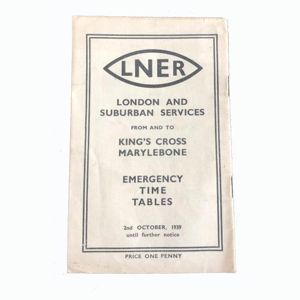 LNER
LONDON AND
SUBURBAN SERVICES
FROM AND TO
KING'S CROSS
MARYLEBONE
EMERGENCY
TIME
TABLES
2nd OCTOBER, 1939
until further notice
PRICE ONE PENNY